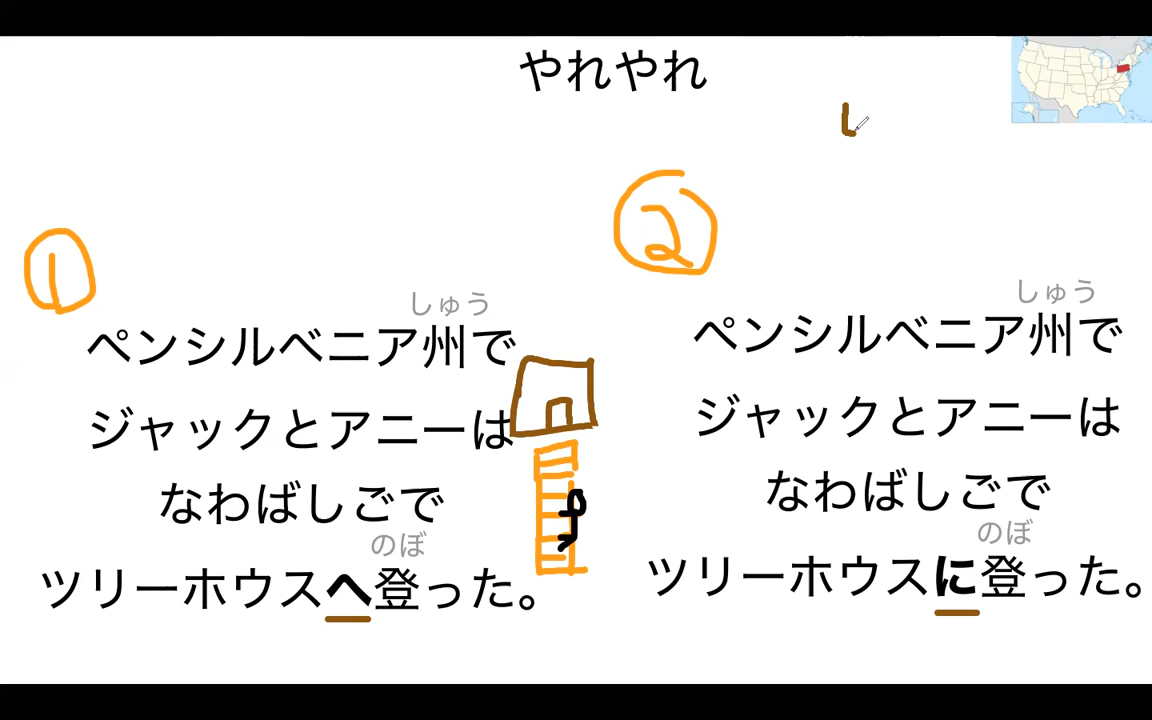 やれやれ
1
しゅう
ペンシルベニア州で
ジャックとアニーは
なわばしごで
のぼ
ツリーホウスへ登った。
2
しゅう
ペンシルベニア州で
ジャックとアニーは
なわばしごで
のぼ
ツリーホウスに登った。